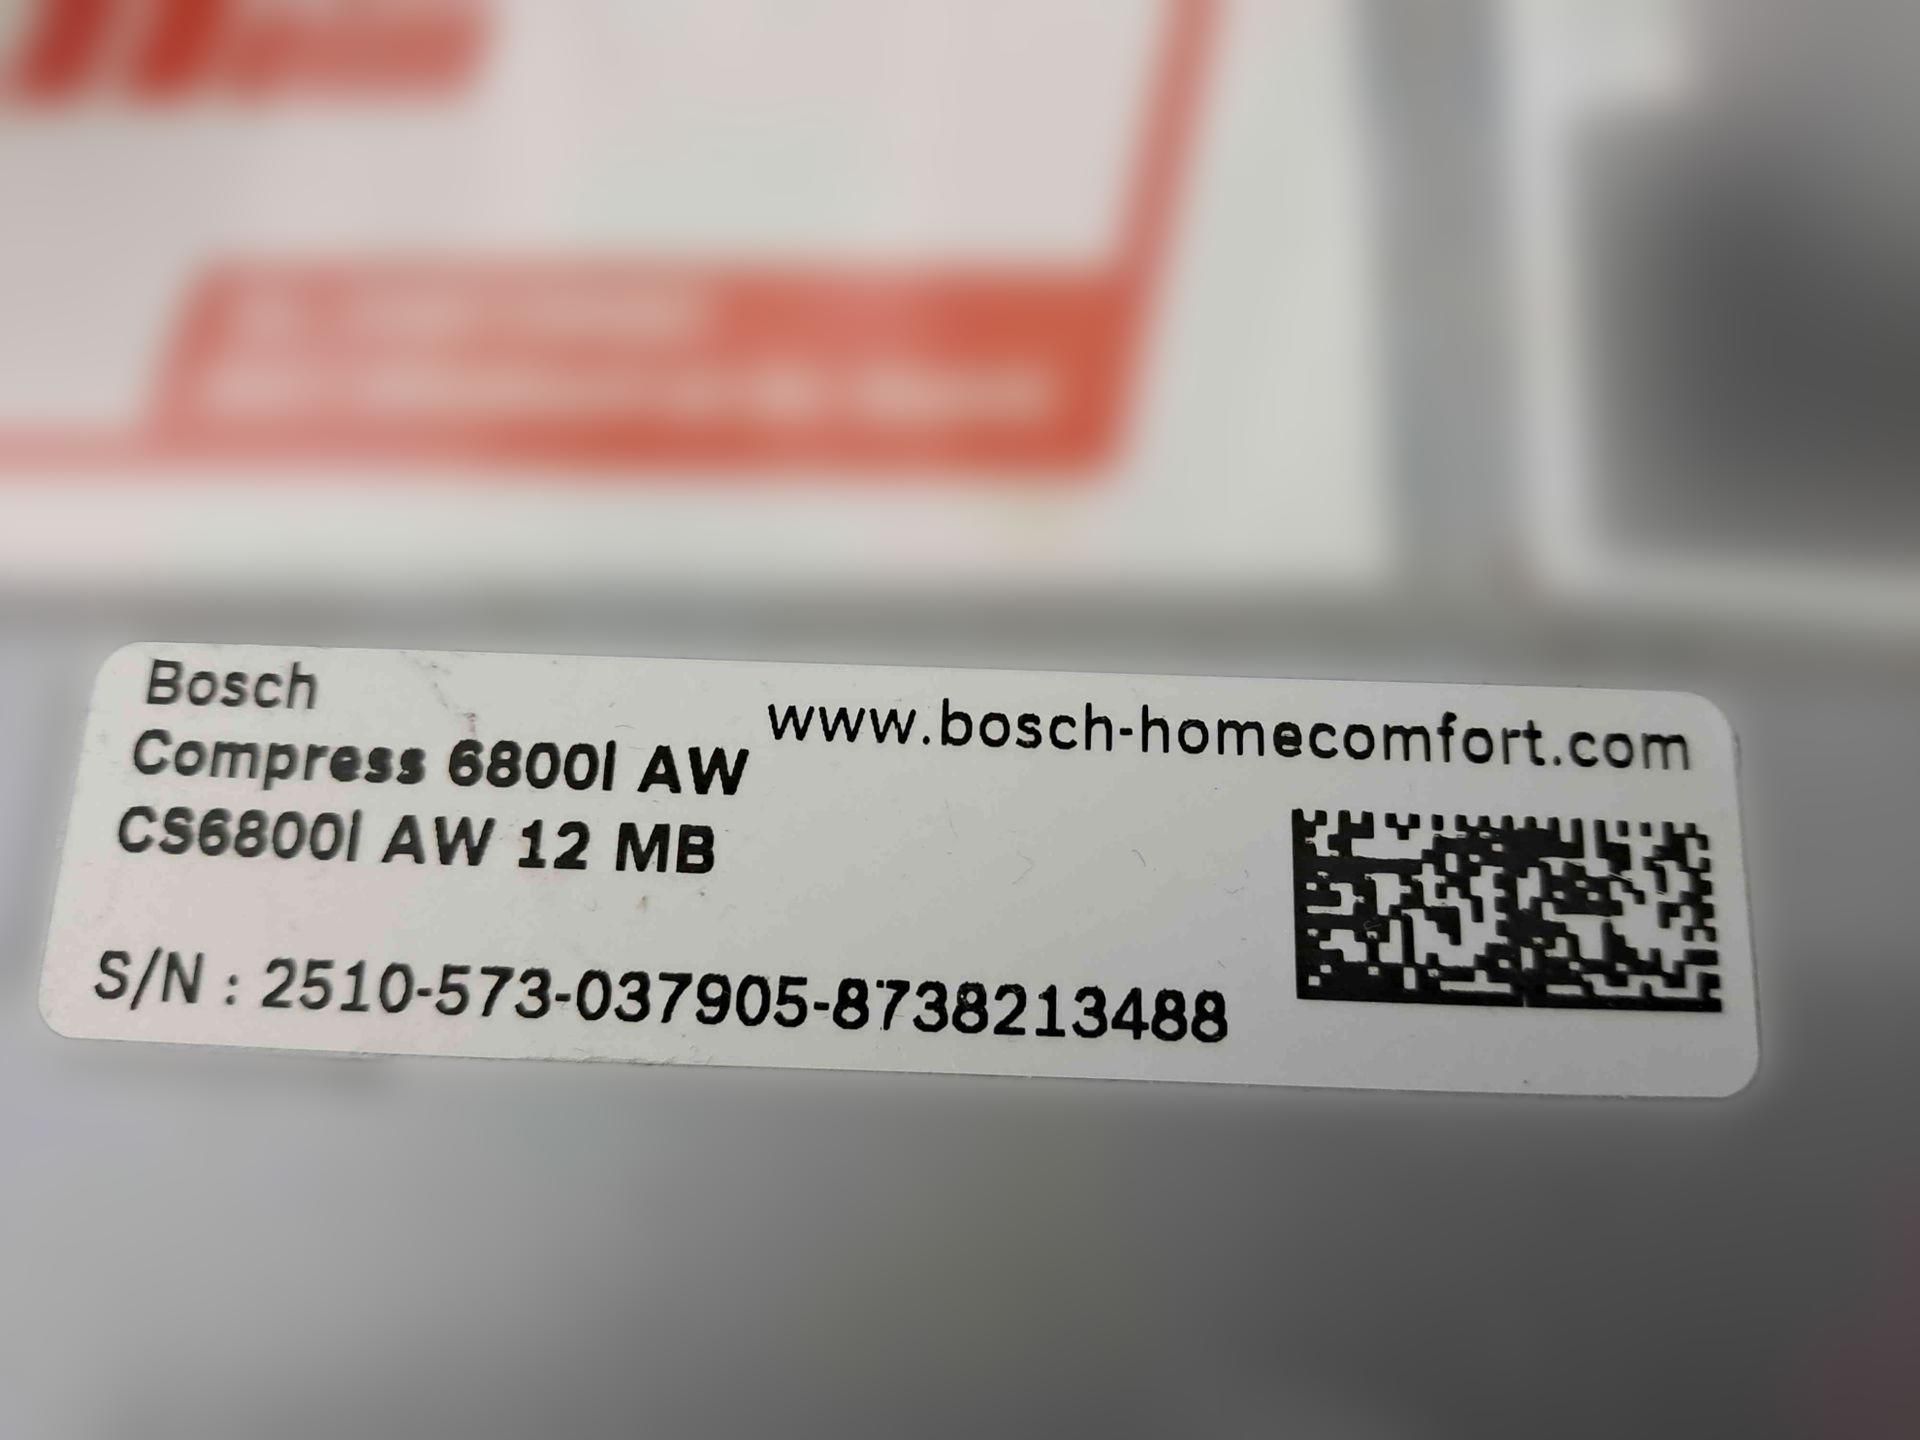 Bosch
Compress 6800i AW
www.bosch-homecomfort.com
CS6800i AW 12 MB
S/N : 2510-573-037905-8738213488